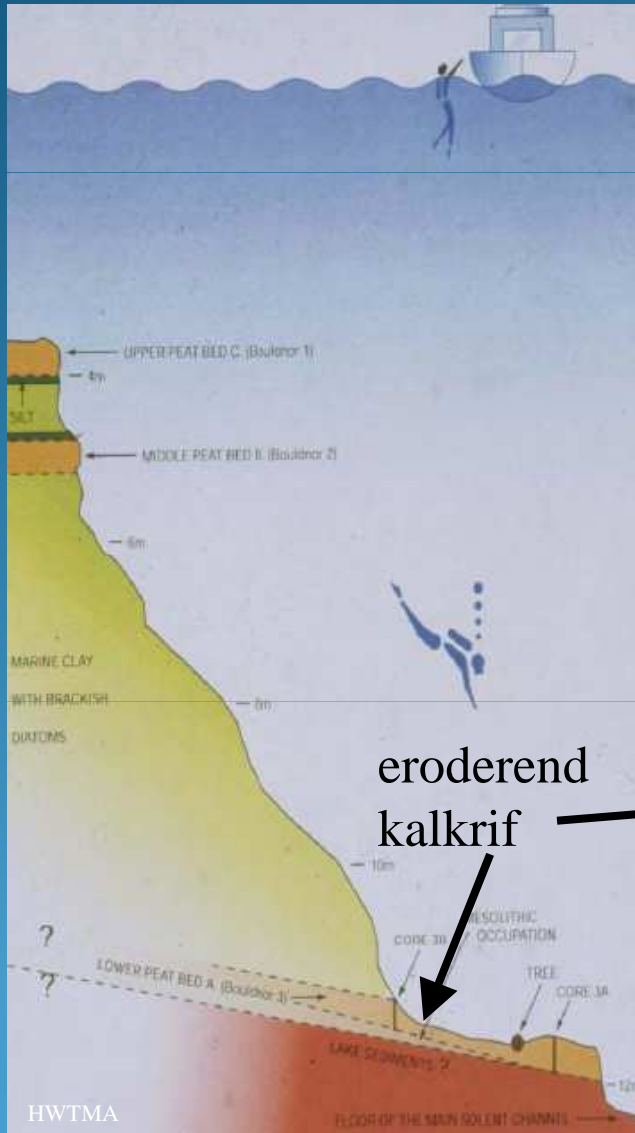 UPPER PEAT BED C. (Bouldnor 1)
4m
SILT
MIDDLE PEAT BED B. (Bouldnor 2)
6m
MARINE CLAY
WITH BRACKISH
DIATOMS
8m
eroderend
kalkrif
10m
MESOLITHIC
OCCUPATION
CORE 3B
?
?
LOWER PEAT BED A. (Bouldnor 3)
TREE
CORE 3A
LAKE SEDIMENTS ?
12m
FLOOR OF THE MAIN SOLENT CHANNEL
HWTMA